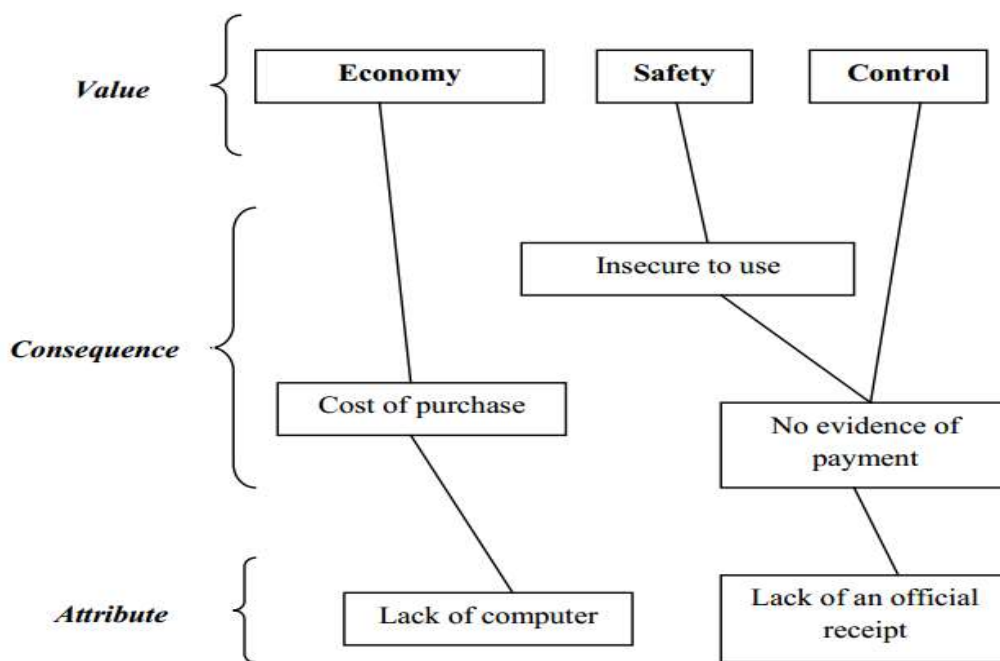 Value
Economy
Safety
Control
Consequence
Insecure to use
Cost of purchase
No evidence of
payment
Attribute
Lack of computer
Lack of an official
receipt